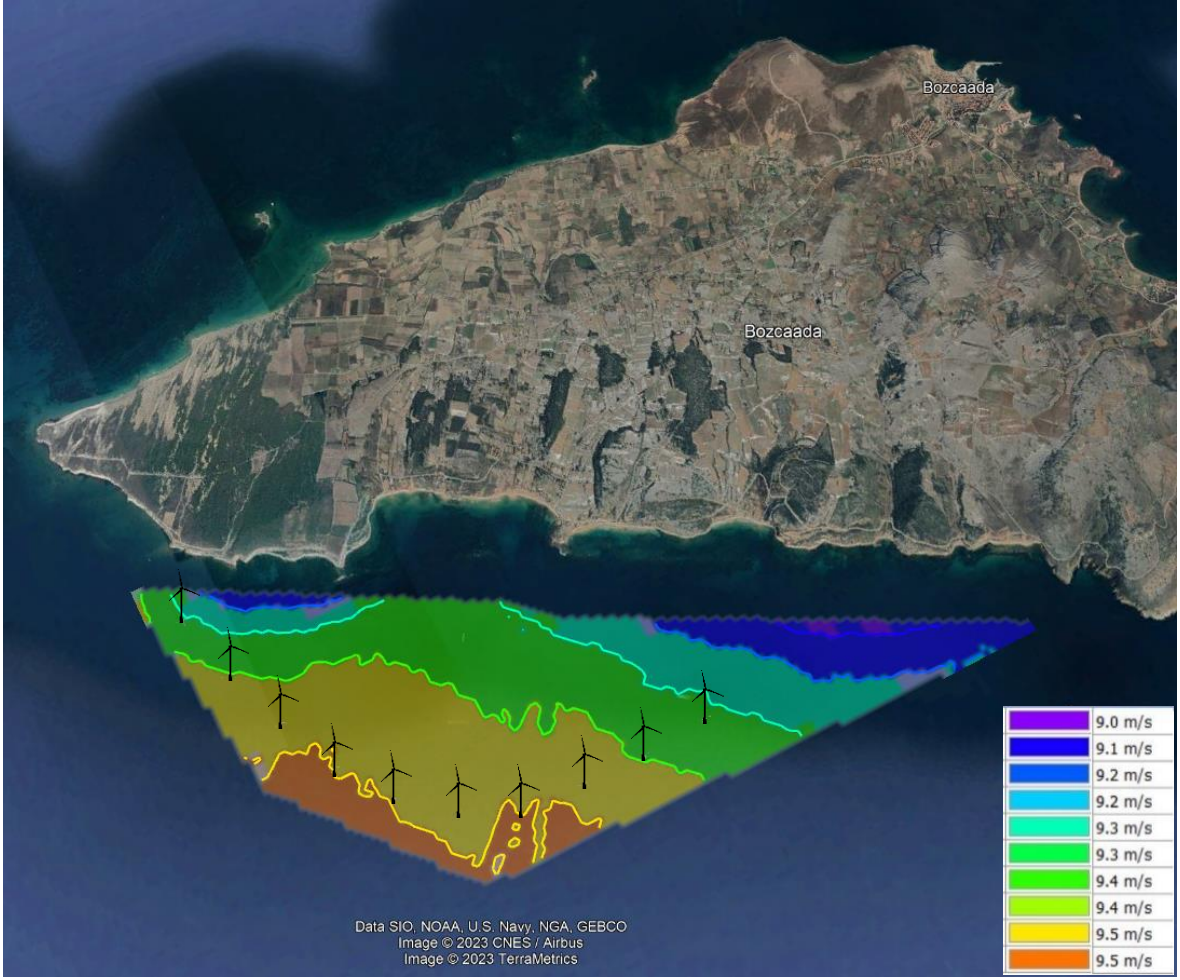 Bozcaada
Bozcaada
9.0 m/s
9.1 m/s
9.2 m/s
9.2 m/s
9.3 m/s
9.3 m/s
9.4 m/s
9.4 m/s
9.5 m/s
9.5 m/s
Data SIO, NOAA, U.S. Navy, NGA, GEBCO
Image © 2023 CNES / Airbus
Image © 2023 TerraMetrics